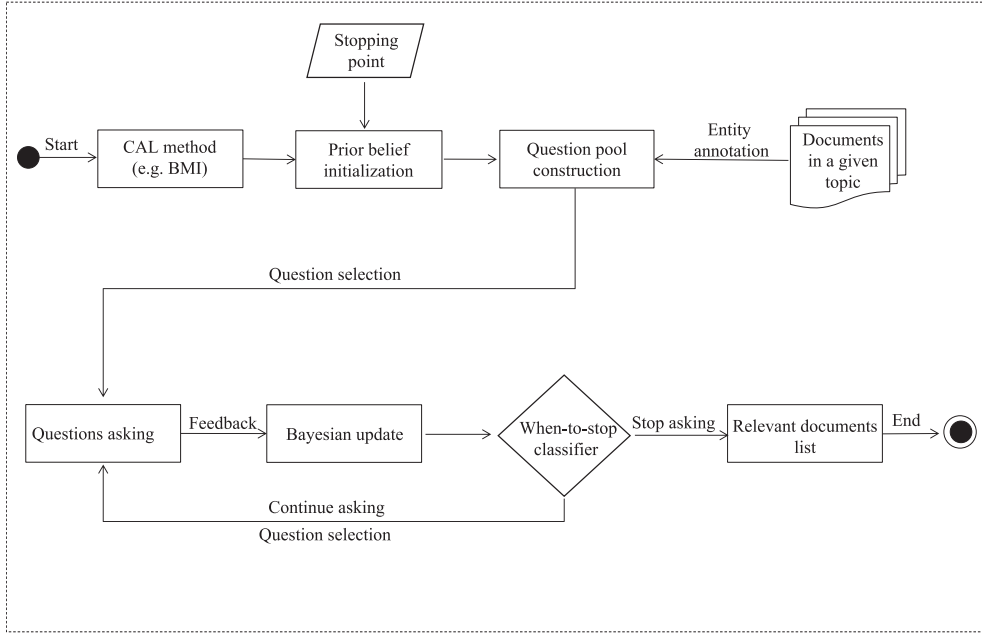 Stopping
point
Start
CAL method
(e.g. BMI)
Prior belief
initialization
Question pool
construction
Entity
annotation
Documents
in a given
topic
Question selection
Questions asking
Feedback
Bayesian update
When-to-stop
classifier
Stop asking
Relevant documents
list
End
Continue asking
Question selection